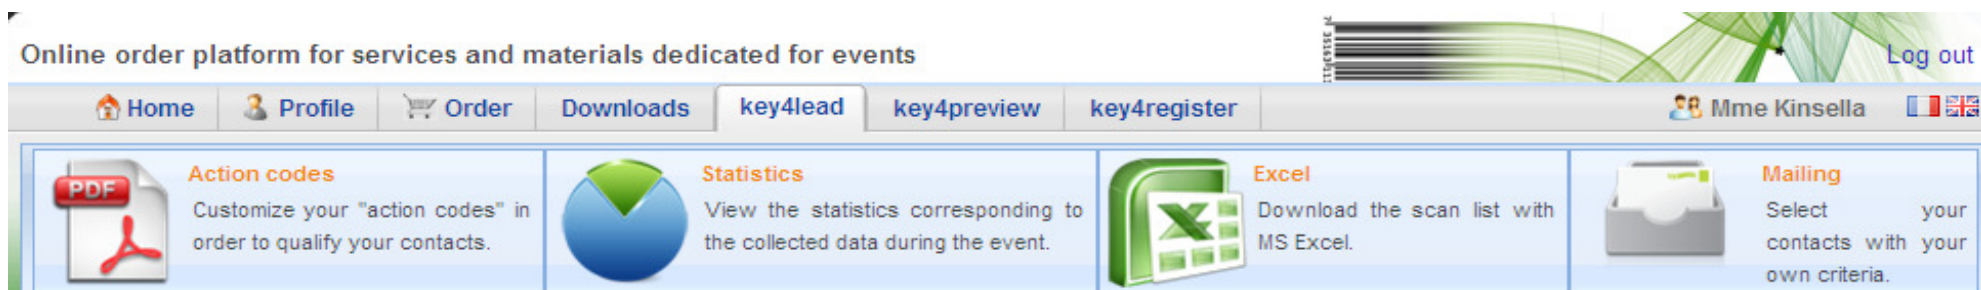 Online order platform for services and materials dedicated for events
Log out
Home Profile Order Downloads key4lead key4preview key4register Mme Kinsella
PDF
Action codes
Customize your "action codes" in
order to qualify your contacts.
Statistics
View the statistics corresponding to
the collected data during the event.
Excel
Download the scan list with
MS Excel.
Mailing
Select your
contacts with your
own criteria.